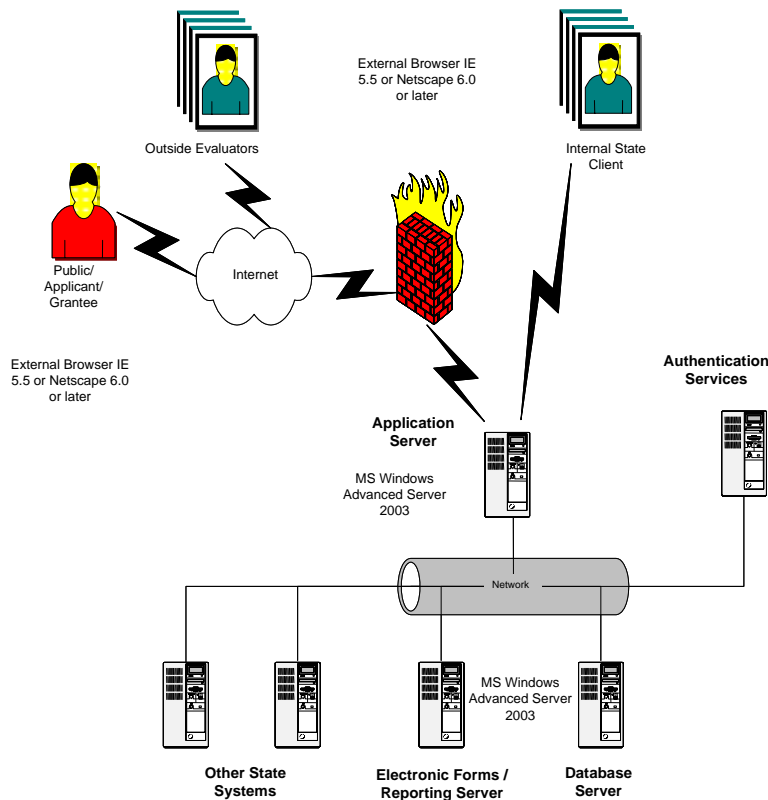 External Browser IE
5.5 or Netscape 6.0
or later
Outside Evaluators
Internal State
Client
Public/
Applicant/
Grantee
Internet
External Browser IE
5.5 or Netscape 6.0
or later
Authentication
Services
Application
Server
MS Windows
Advanced Server
2003
Network
MS Windows
Advanced Server
2003
Other State
Systems
Electronic Forms /
Reporting Server
Database
Server